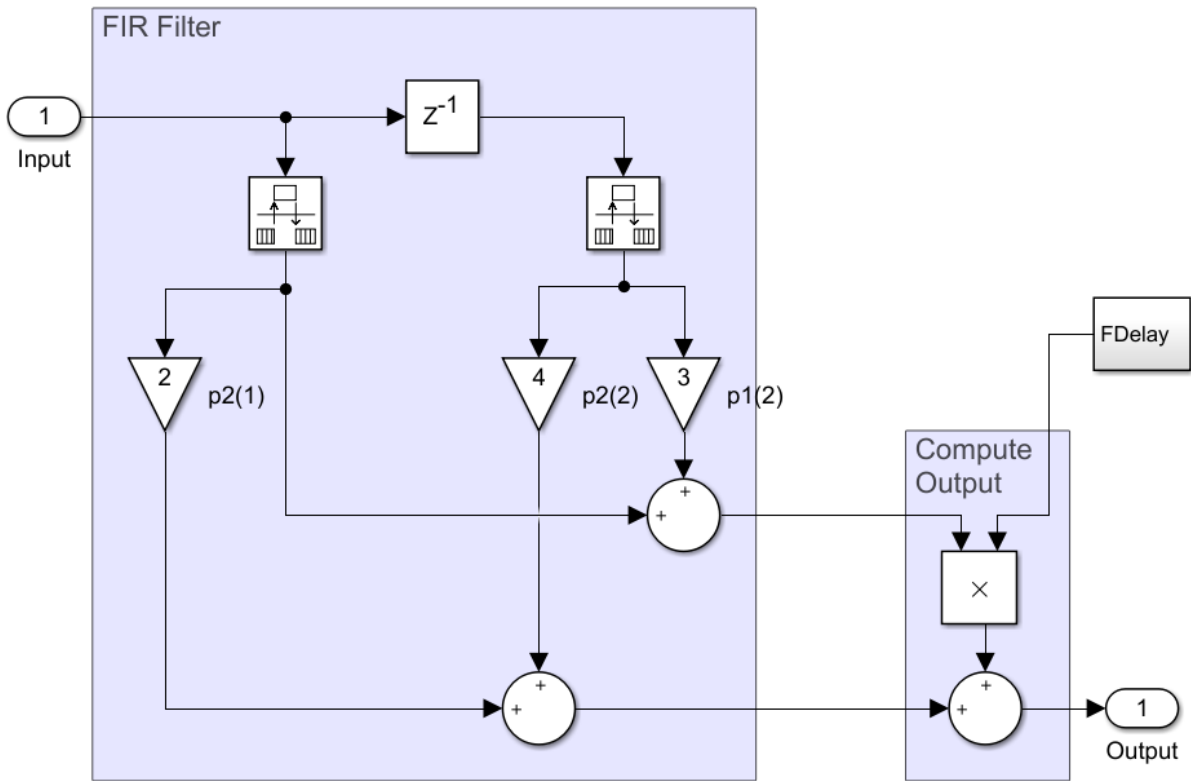 FIR Filter
1
Input
Z-1
2
p2(1)
4
p2(2)
3
p1(2)
FDelay
+
+
Compute
Output
×
+
+
+
+
1
Output